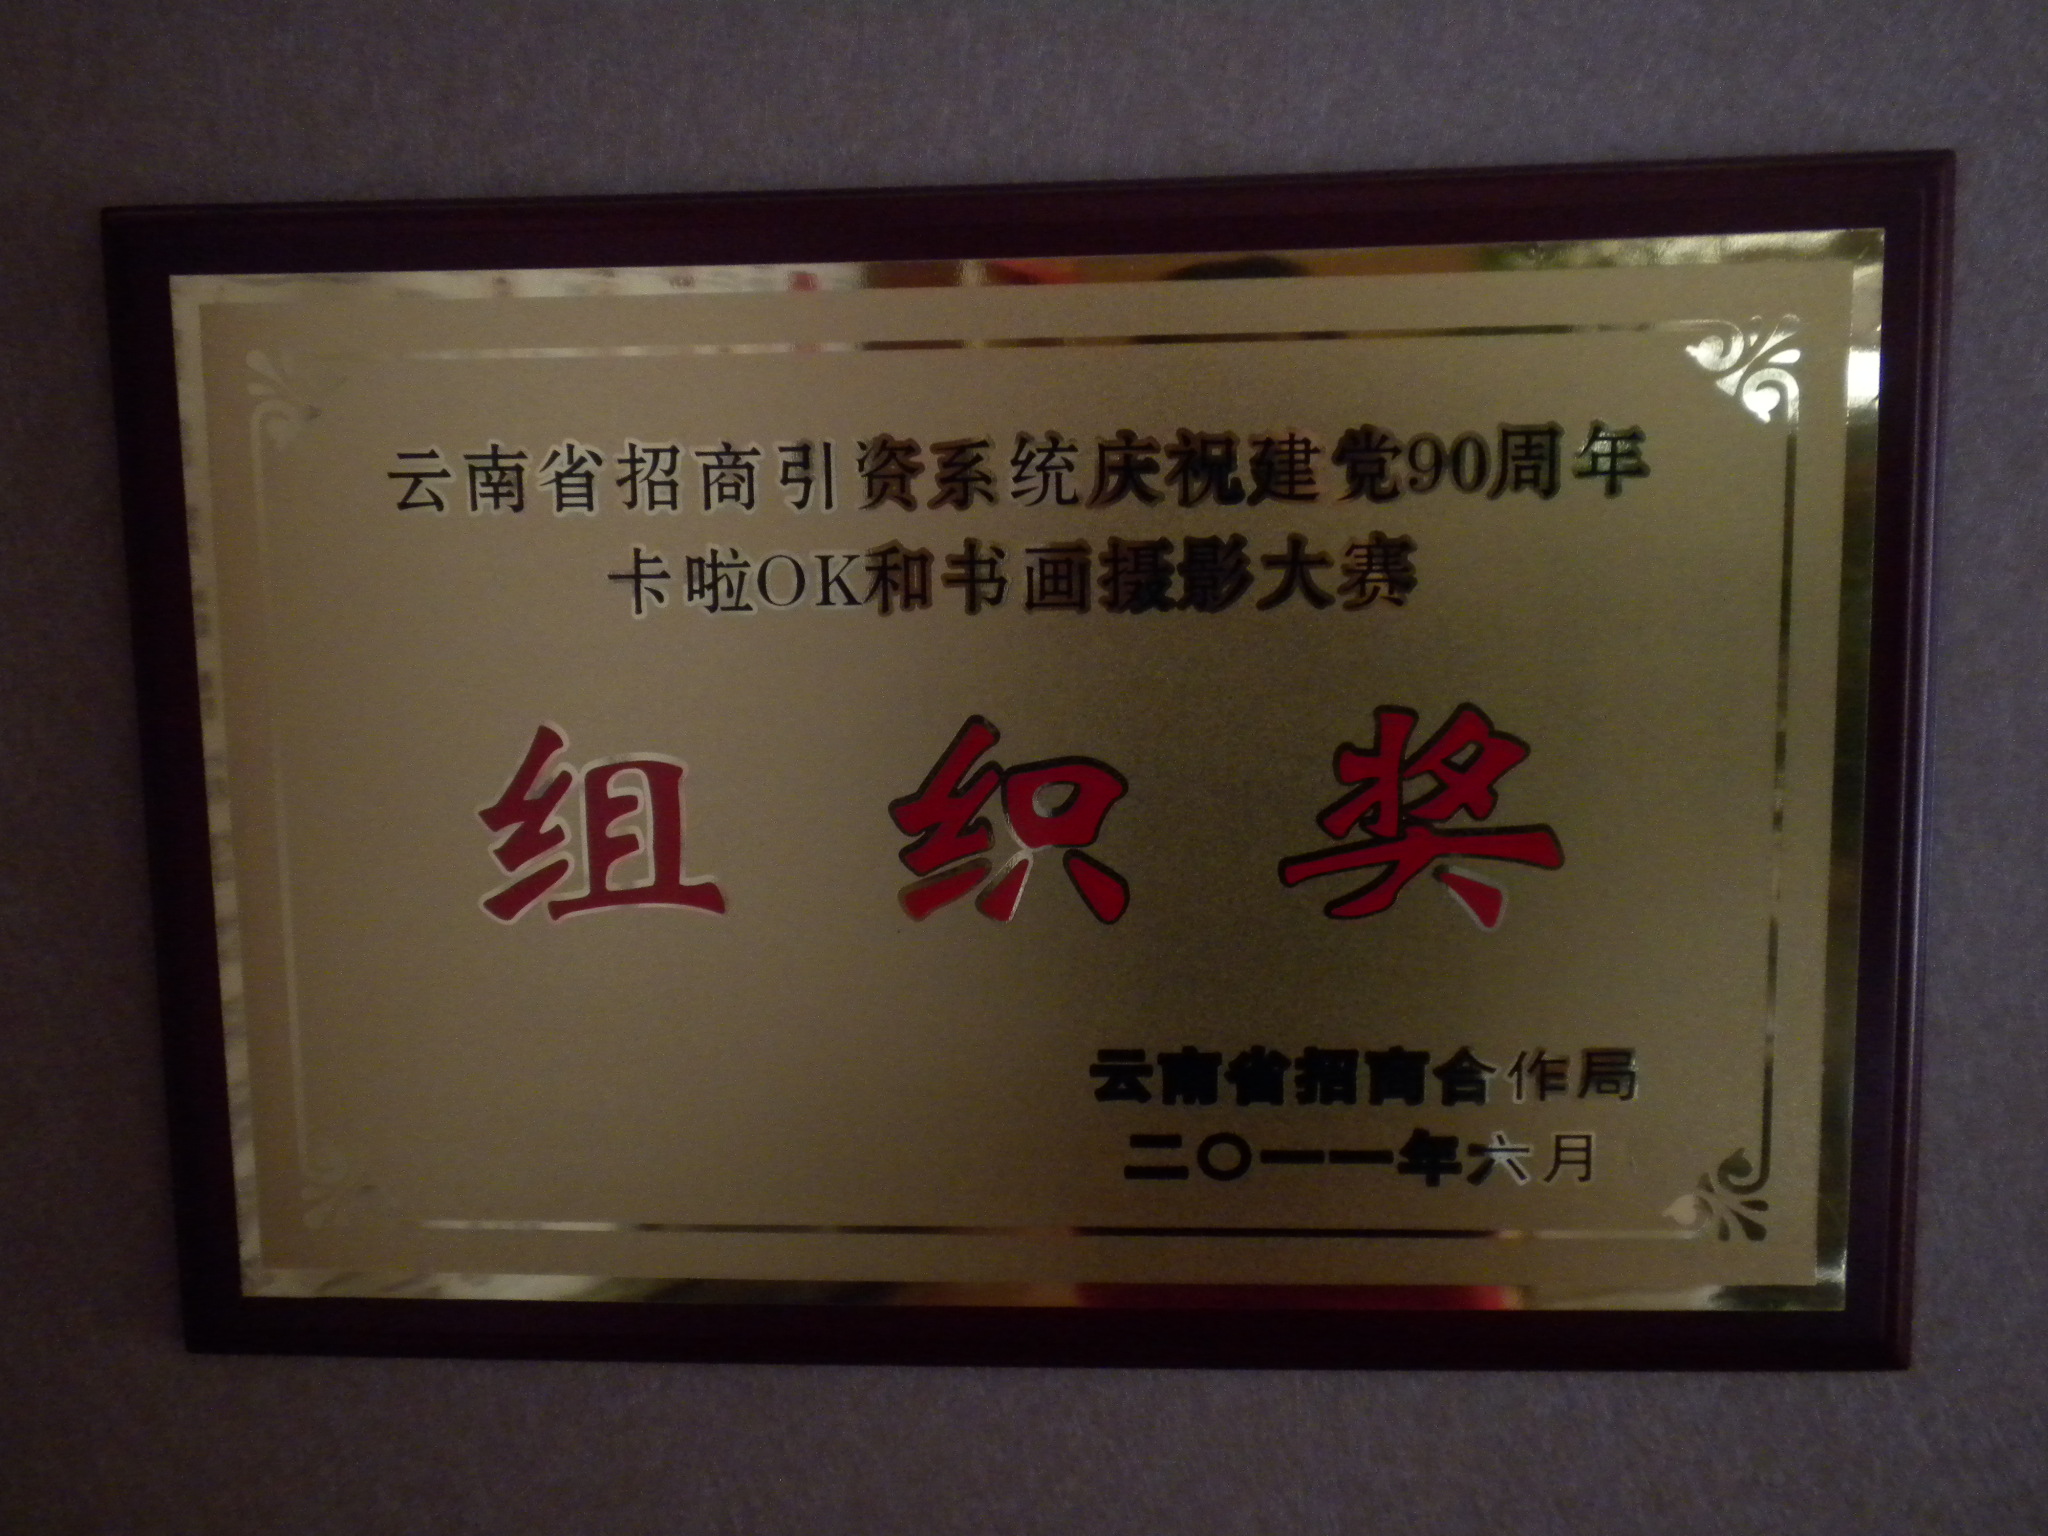 云南省招商引资系统庆祝建党90周年
卡啦OK和书画摄影大赛
组织奖
云南省招商合作局
二〇一一年六月